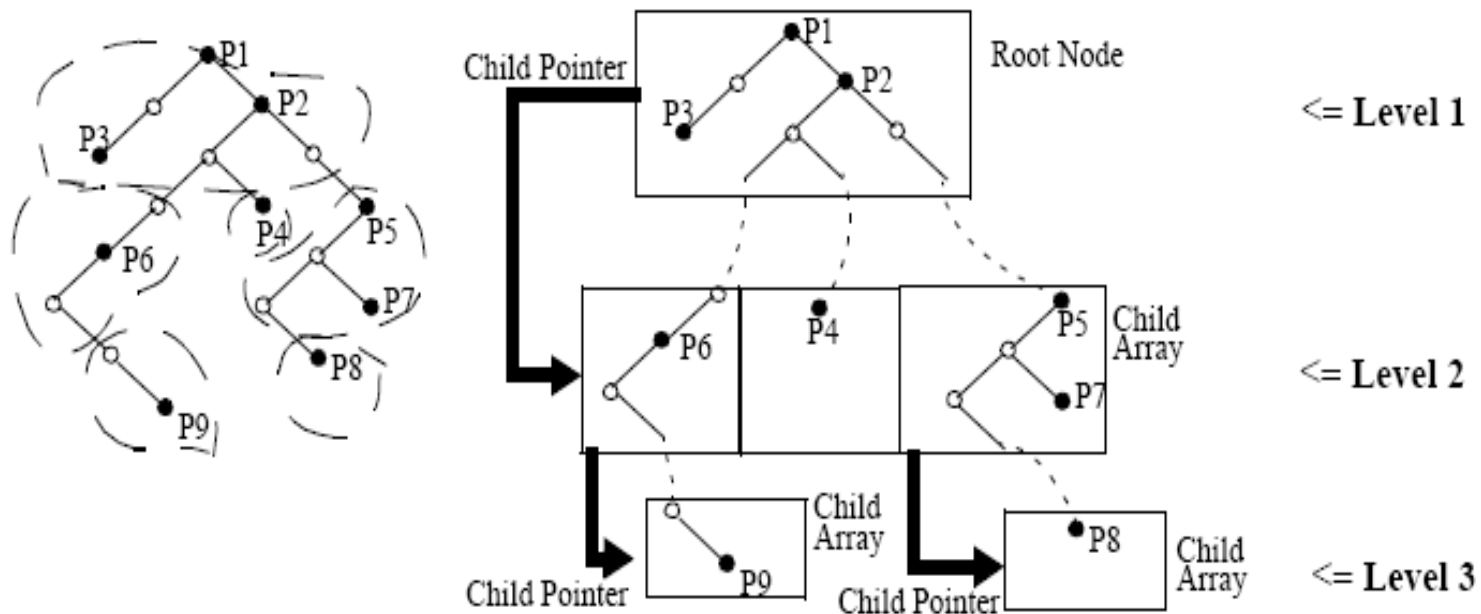 P1
P2
P3
P4
P5
P6
P7
P8
P9
P1
Root Node
Child Pointer
P2
P3
<= Level 1
P6
P4
P5
Child
Array
P7
<= Level 2
Child
Array
P9
Child Pointer
P8
Child
Array
Child Pointer
<= Level 3